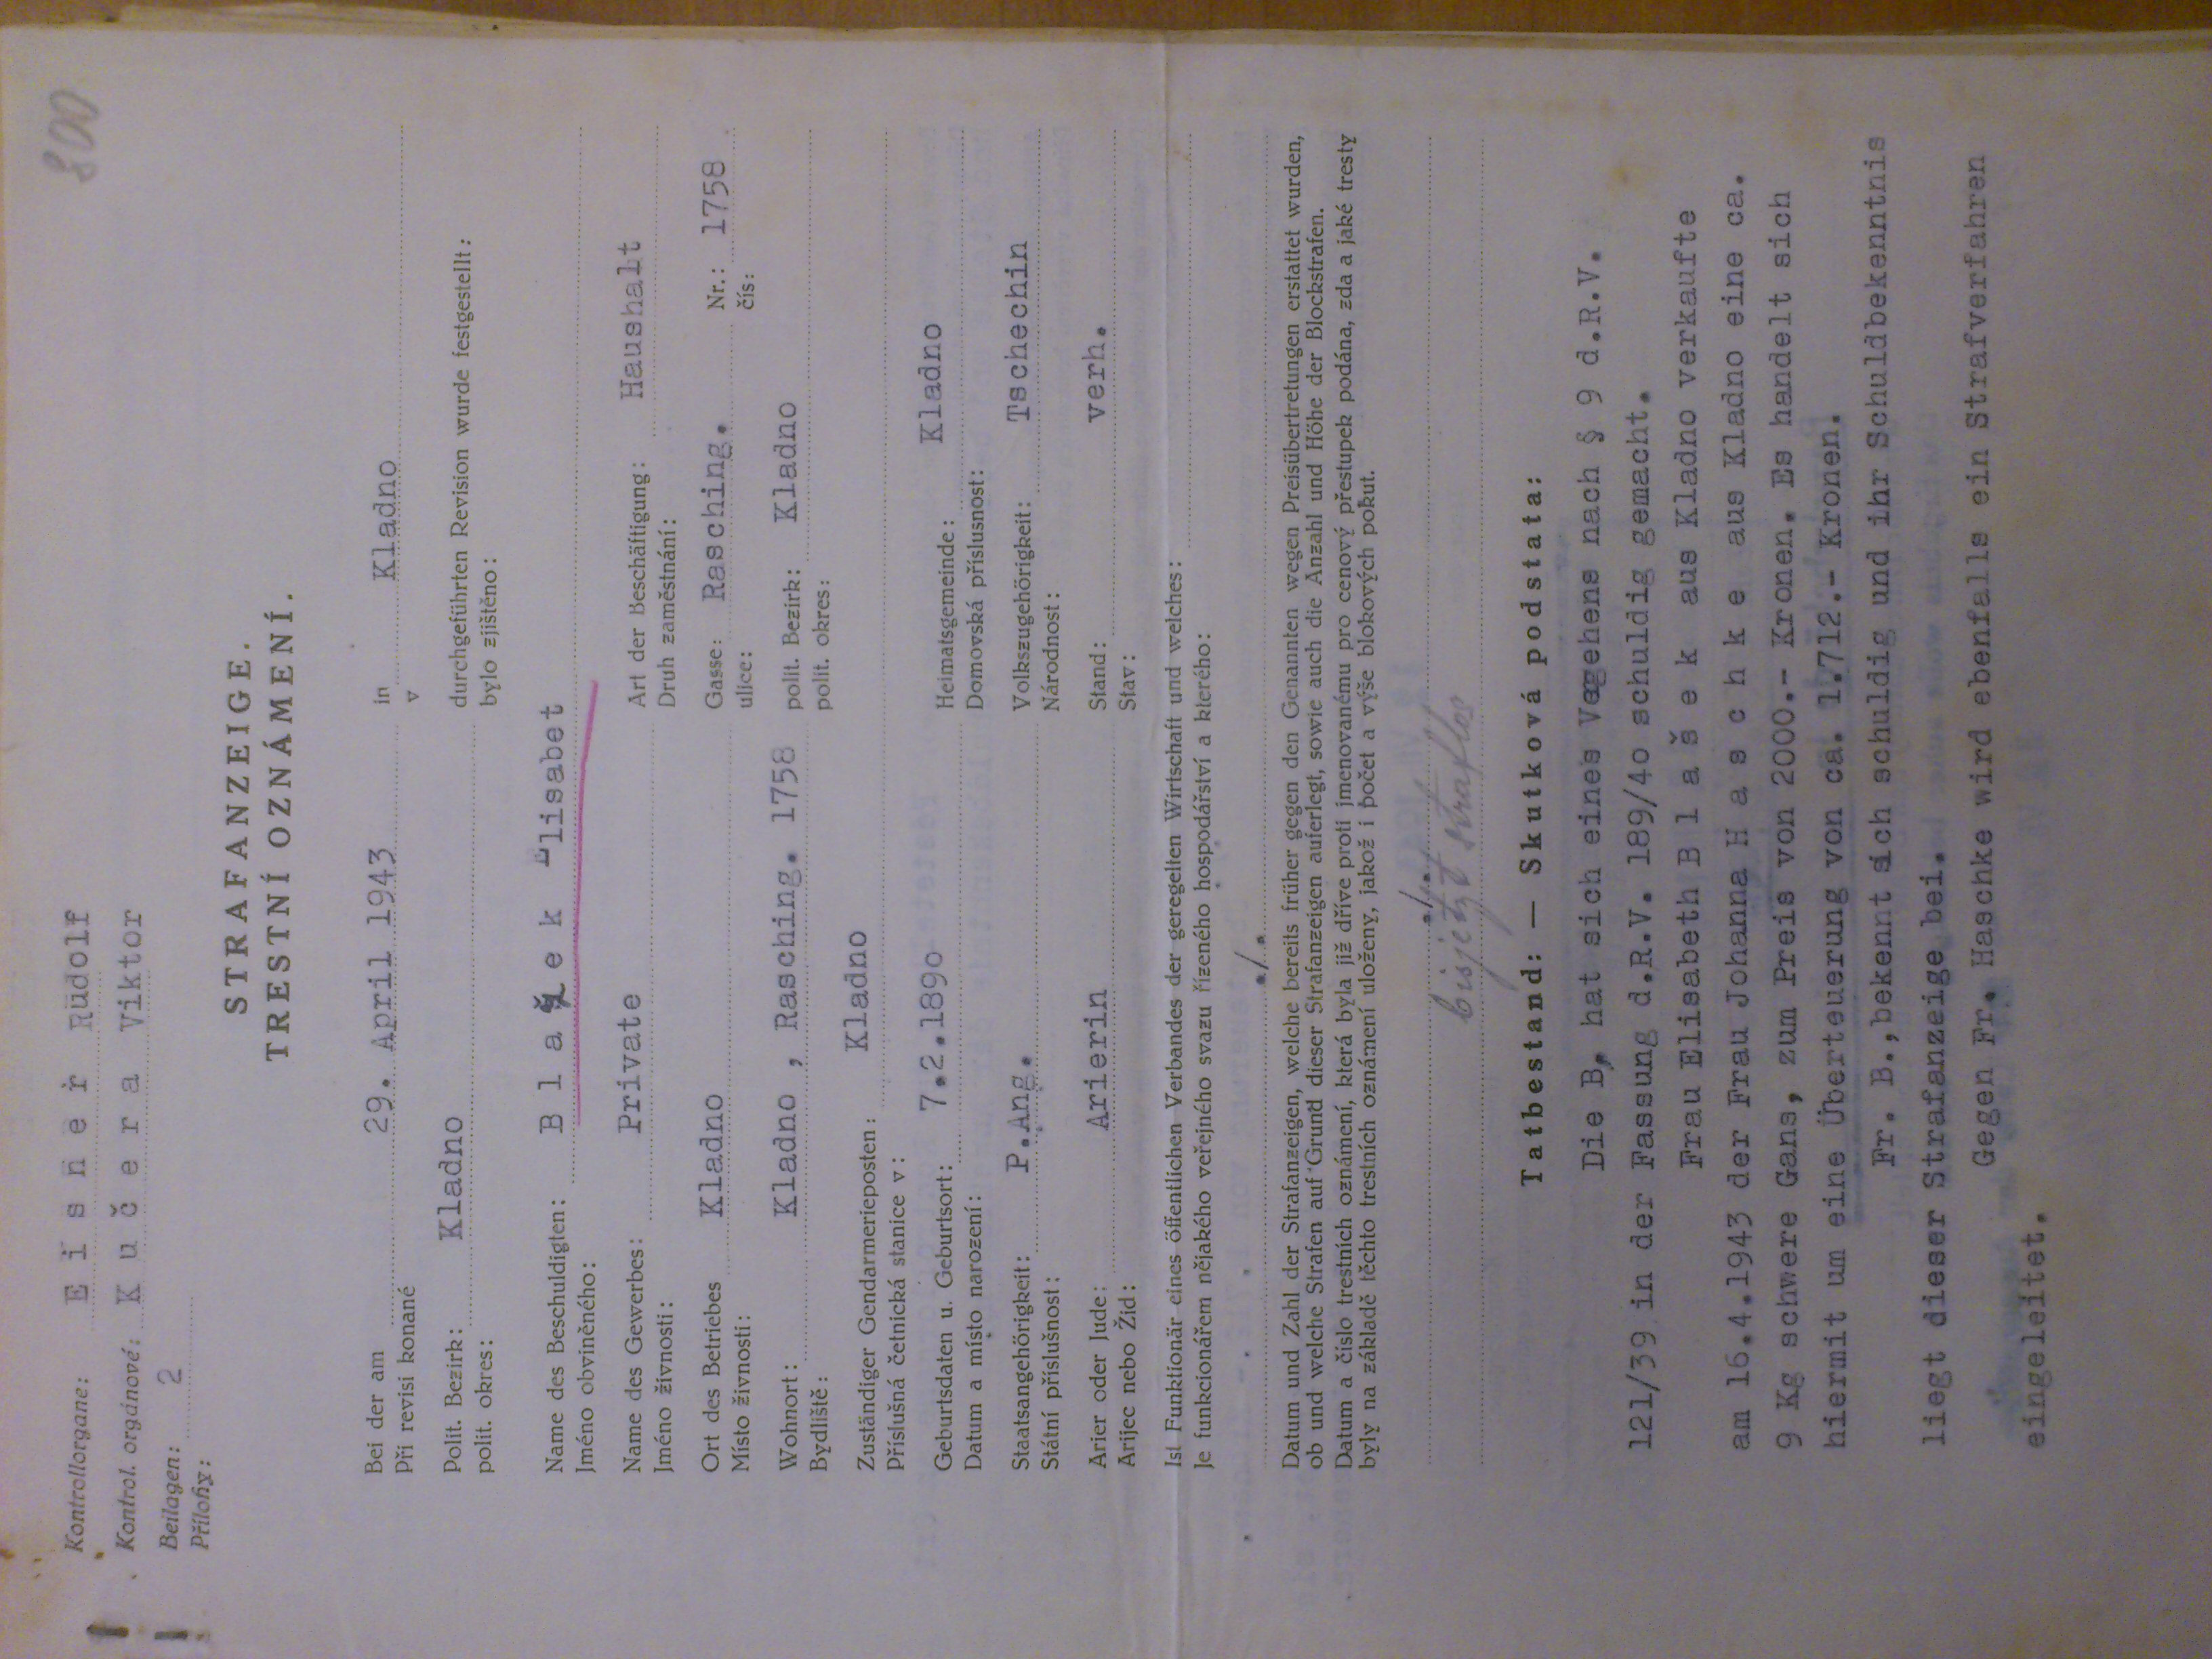 800
Kontrollorgane: E i s n e r Rudolf
Kontrol. orgánové: K u č e r a Viktor
Beilagen: 2
Přílohy:
STRAFANZEIGE.
TRESTNÍ OZNÁMENÍ.
Bei der am 29. April 1943 in Kladno
Při revisi konané v
Polit. Bezirk: Kladno durchgeführten Revision wurde festgestellt:
polit. okres: bylo zjištěno:
Name des Beschuldigten: B l a š e k Elisabet
Jméno obviněného:
Name des Gewerbes: Private Art der Beschäftigung: Haushalt
Jméno živnosti: Druh zaměstnání:
Ort des Betriebes Kladno Gasse: Rasching. Nr.: 1758
Místo živnosti: ulice: čís:
Wohnort: Kladno , Rasching. 1758 polit. Bezirk: Kladno
Bydliště: polit. okres:
Zuständiger Gendarmerieposten: Kladno
Příslušná četnická stanice v:
Geburtsdaten u. Geburtsort: 7.2.189o Heimatsgemeinde: Kladno
Datum a místo narození: Domovská příslusnost:
Staatsangehörigkeit: P.Ang. Volkszugehörigkeit: Tschechin
Státní příslušnost: Národnost:
Arier oder Jude: Arierin Stand: verh.
Arijec nebo Žid: Stav:
Ist Funktionär eines öffentlichen Verbandes der geregelten Wirtschaft und welches:
Je funkcionářem nějakého veřejného svazu řízeného hospodářství a kterého:
./.
Datum und Zahl der Strafanzeigen, welche bereits früher gegen den Genannten wegen Preisübertretungen erstattet wurden,
ob und welche Strafen auf Grund dieser Strafanzeigen auferlegt, sowie auch die Anzahl und Höhe der Blockstrafen.
Datum a číslo trestních oznámení, která byla již dříve proti jmenovanému pro cenový přestupek podána, zda a jaké tresty
byly na základě těchto trestních oznámení uloženy, jakož i počet a výše blokových pokut.
./.
bisjetzt straflos
Tatbestand: — Skutková podstata:
Die B. hat sich eines Vegehens nach § 9 d.R.V.
121/39 in der Fassung d.R.V. 189/4o schuldig gemacht.
Frau Elisabeth B l a š e k aus Kladno verkaufte
am 16.4.1943 der Frau Johanna H a s c h k e aus Kladno eine ca.
9 Kg schwere Gans, zum Preis von 2000.- Kronen. Es handelt sich
hiermit um eine Überteuerung von ca. 1.712.- Kronen.
Fr. B.,bekennt sich schuldig und ihr Schuldbekenntnis
liegt dieser Strafanzeige bei.
Gegen Fr. Haschke wird ebenfalls ein Strafverfahren
eingeleitet.